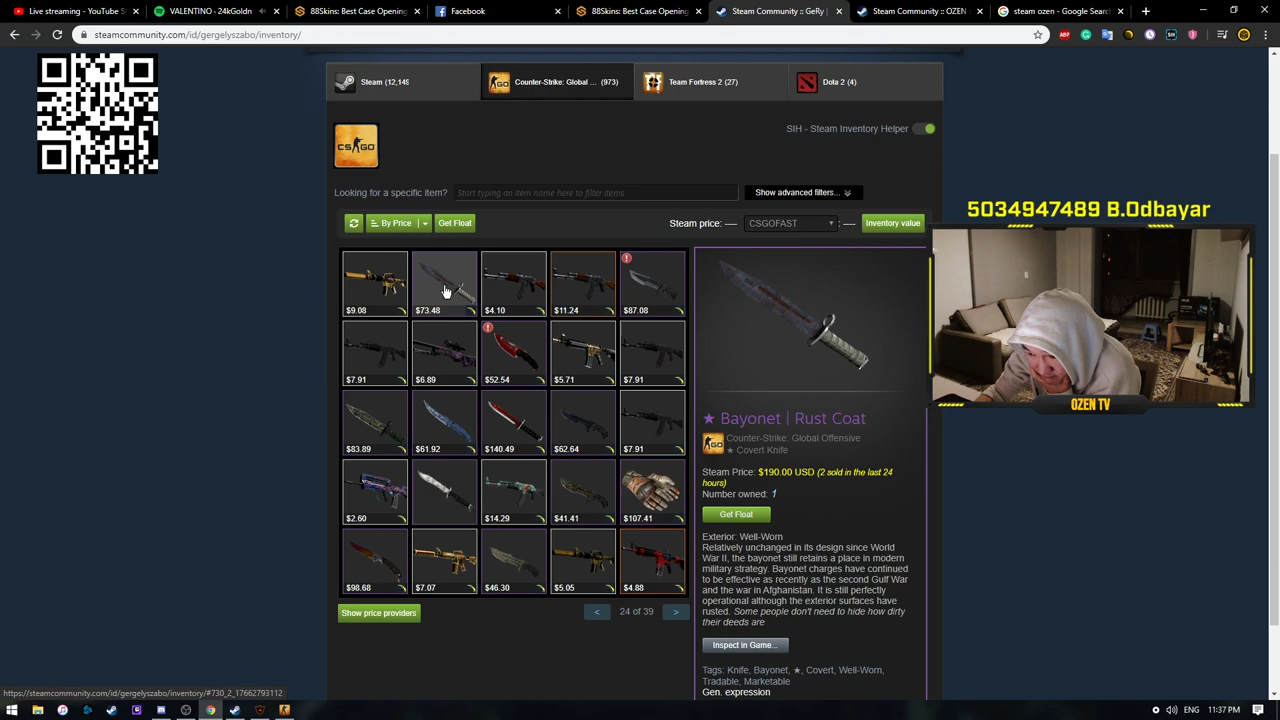 Live streaming - YouTube S
VALENTINO - 24kGoldn
88Skins: Best Case Opening
Facebook
88Skins: Best Case Opening
Steam Community :: GeRy |
Steam Community :: OZEN
steam ozen - Google Search
steamcommunity.com/id/gergelyszabo/inventory/
Steam (12,149
Counter-Strike: Global ... (973)
Team Fortress 2 (27)
Dota 2 (4)
CS GO
SIH - Steam Inventory Helper
Looking for a specific item?
Start typing an item name here to filter items
Show advanced filters...
By Price
Get Float
Steam price: ----
CSGOFAST
: ----
Inventory value
5034947489 B.Odbayar
$9.08
$73.48
$4.10
$11.24
$87.08
$7.91
$6.89
$52.54
$5.71
$7.91
$83.89
$61.92
$140.49
$62.64
$7.91
$2.60
$14.29
$41.41
$107.41
$98.68
$7.07
$46.30
$5.05
$4.88
Show price providers
<
24 of 39
>
★ Bayonet | Rust Coat
Counter-Strike: Global Offensive
★ Covert Knife
Steam Price: $190.00 USD (2 sold in the last 24
hours)
Number owned: 1
Get Float
Exterior: Well-Worn
Relatively unchanged in its design since World
War II, the bayonet still retains a place in modern
military strategy. Bayonet charges have continued
to be effective as recently as the second Gulf War
and the war in Afghanistan. It is still perfectly
operational although the exterior surfaces have
rusted. Some people don't need to hide how dirty
their deeds are
Inspect in Game...
Tags: Knife, Bayonet, ★, Covert, Well-Worn,
Tradable, Marketable
Gen. expression
OZEN TV
https://steamcommunity.com/id/gergelyszabo/inventory/#730_2_17662793112
ENG
11:37 PM